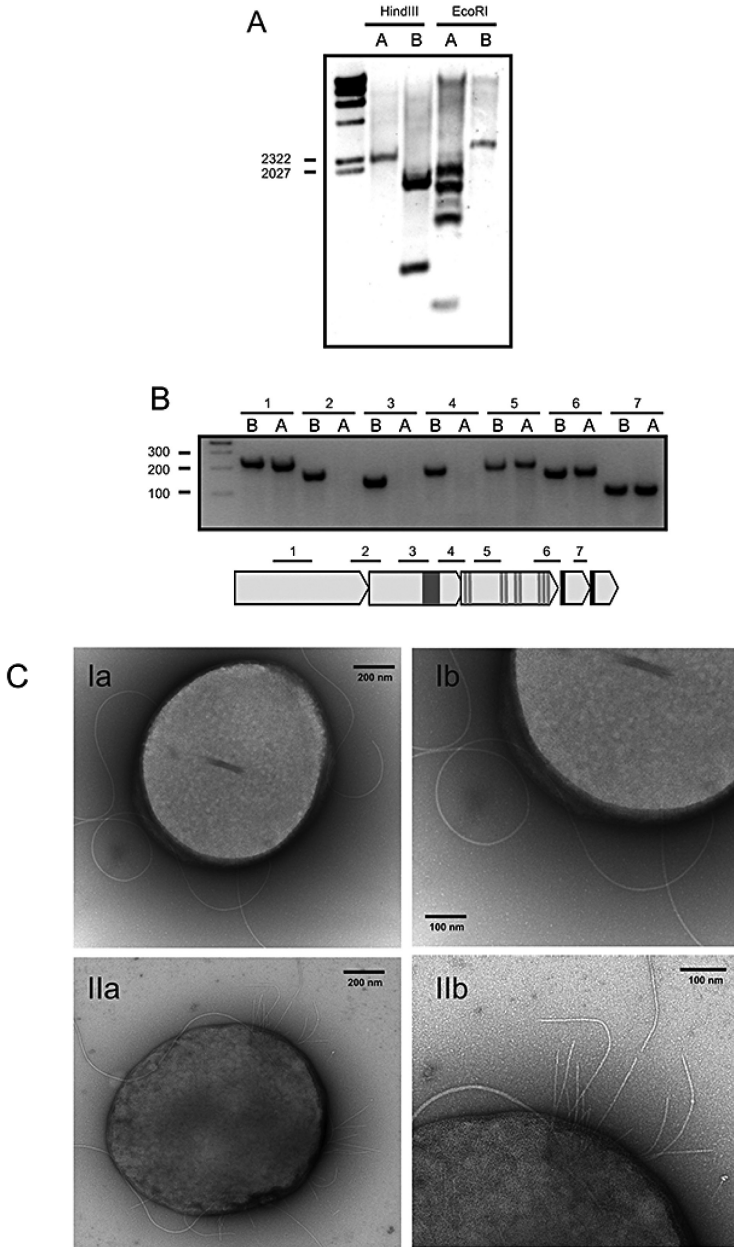 A
HindIII EcoRI
A B A B
2322
2027
B
1 2 3 4 5 6 7
B A B A B A B A B A B A B A
300
200
100
1 2 3 4 5 6 7
C
Ia
200 nm
Ib
100 nm
IIa
200 nm
IIb
100 nm